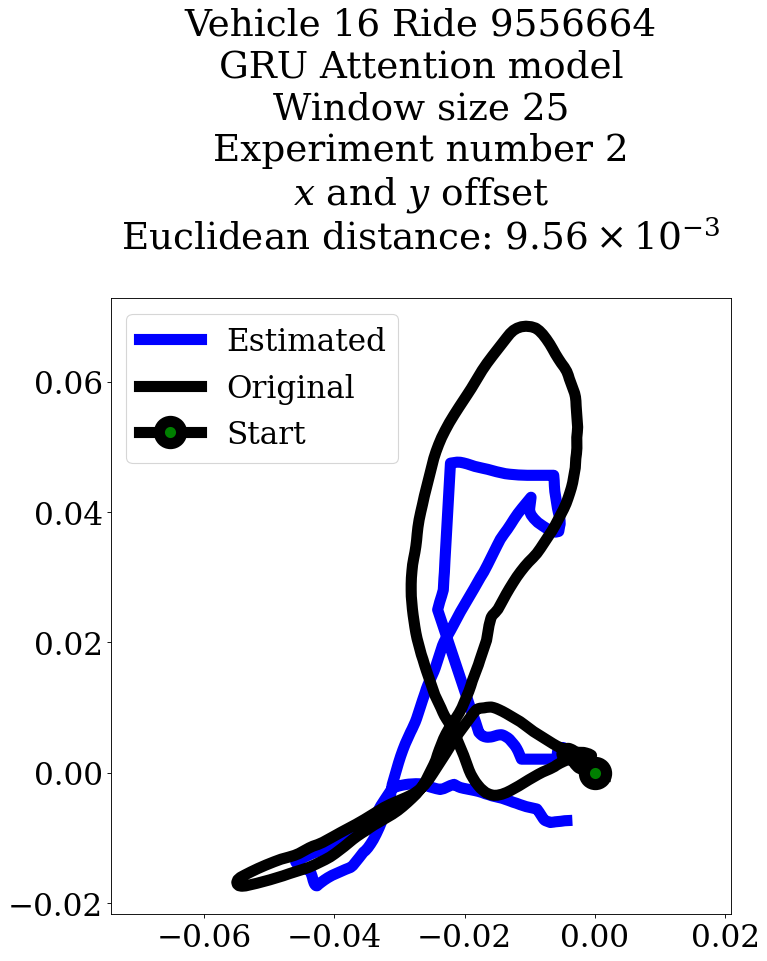 Vehicle 16 Ride 9556664
GRU Attention model
Window size 25
Experiment number 2
x and y offset
Euclidean distance: 9.56 × 10⁻³
Estimated
Original
Start
0.06
0.04
0.02
0.00
−0.02
−0.06 −0.04 −0.02 0.00 0.02